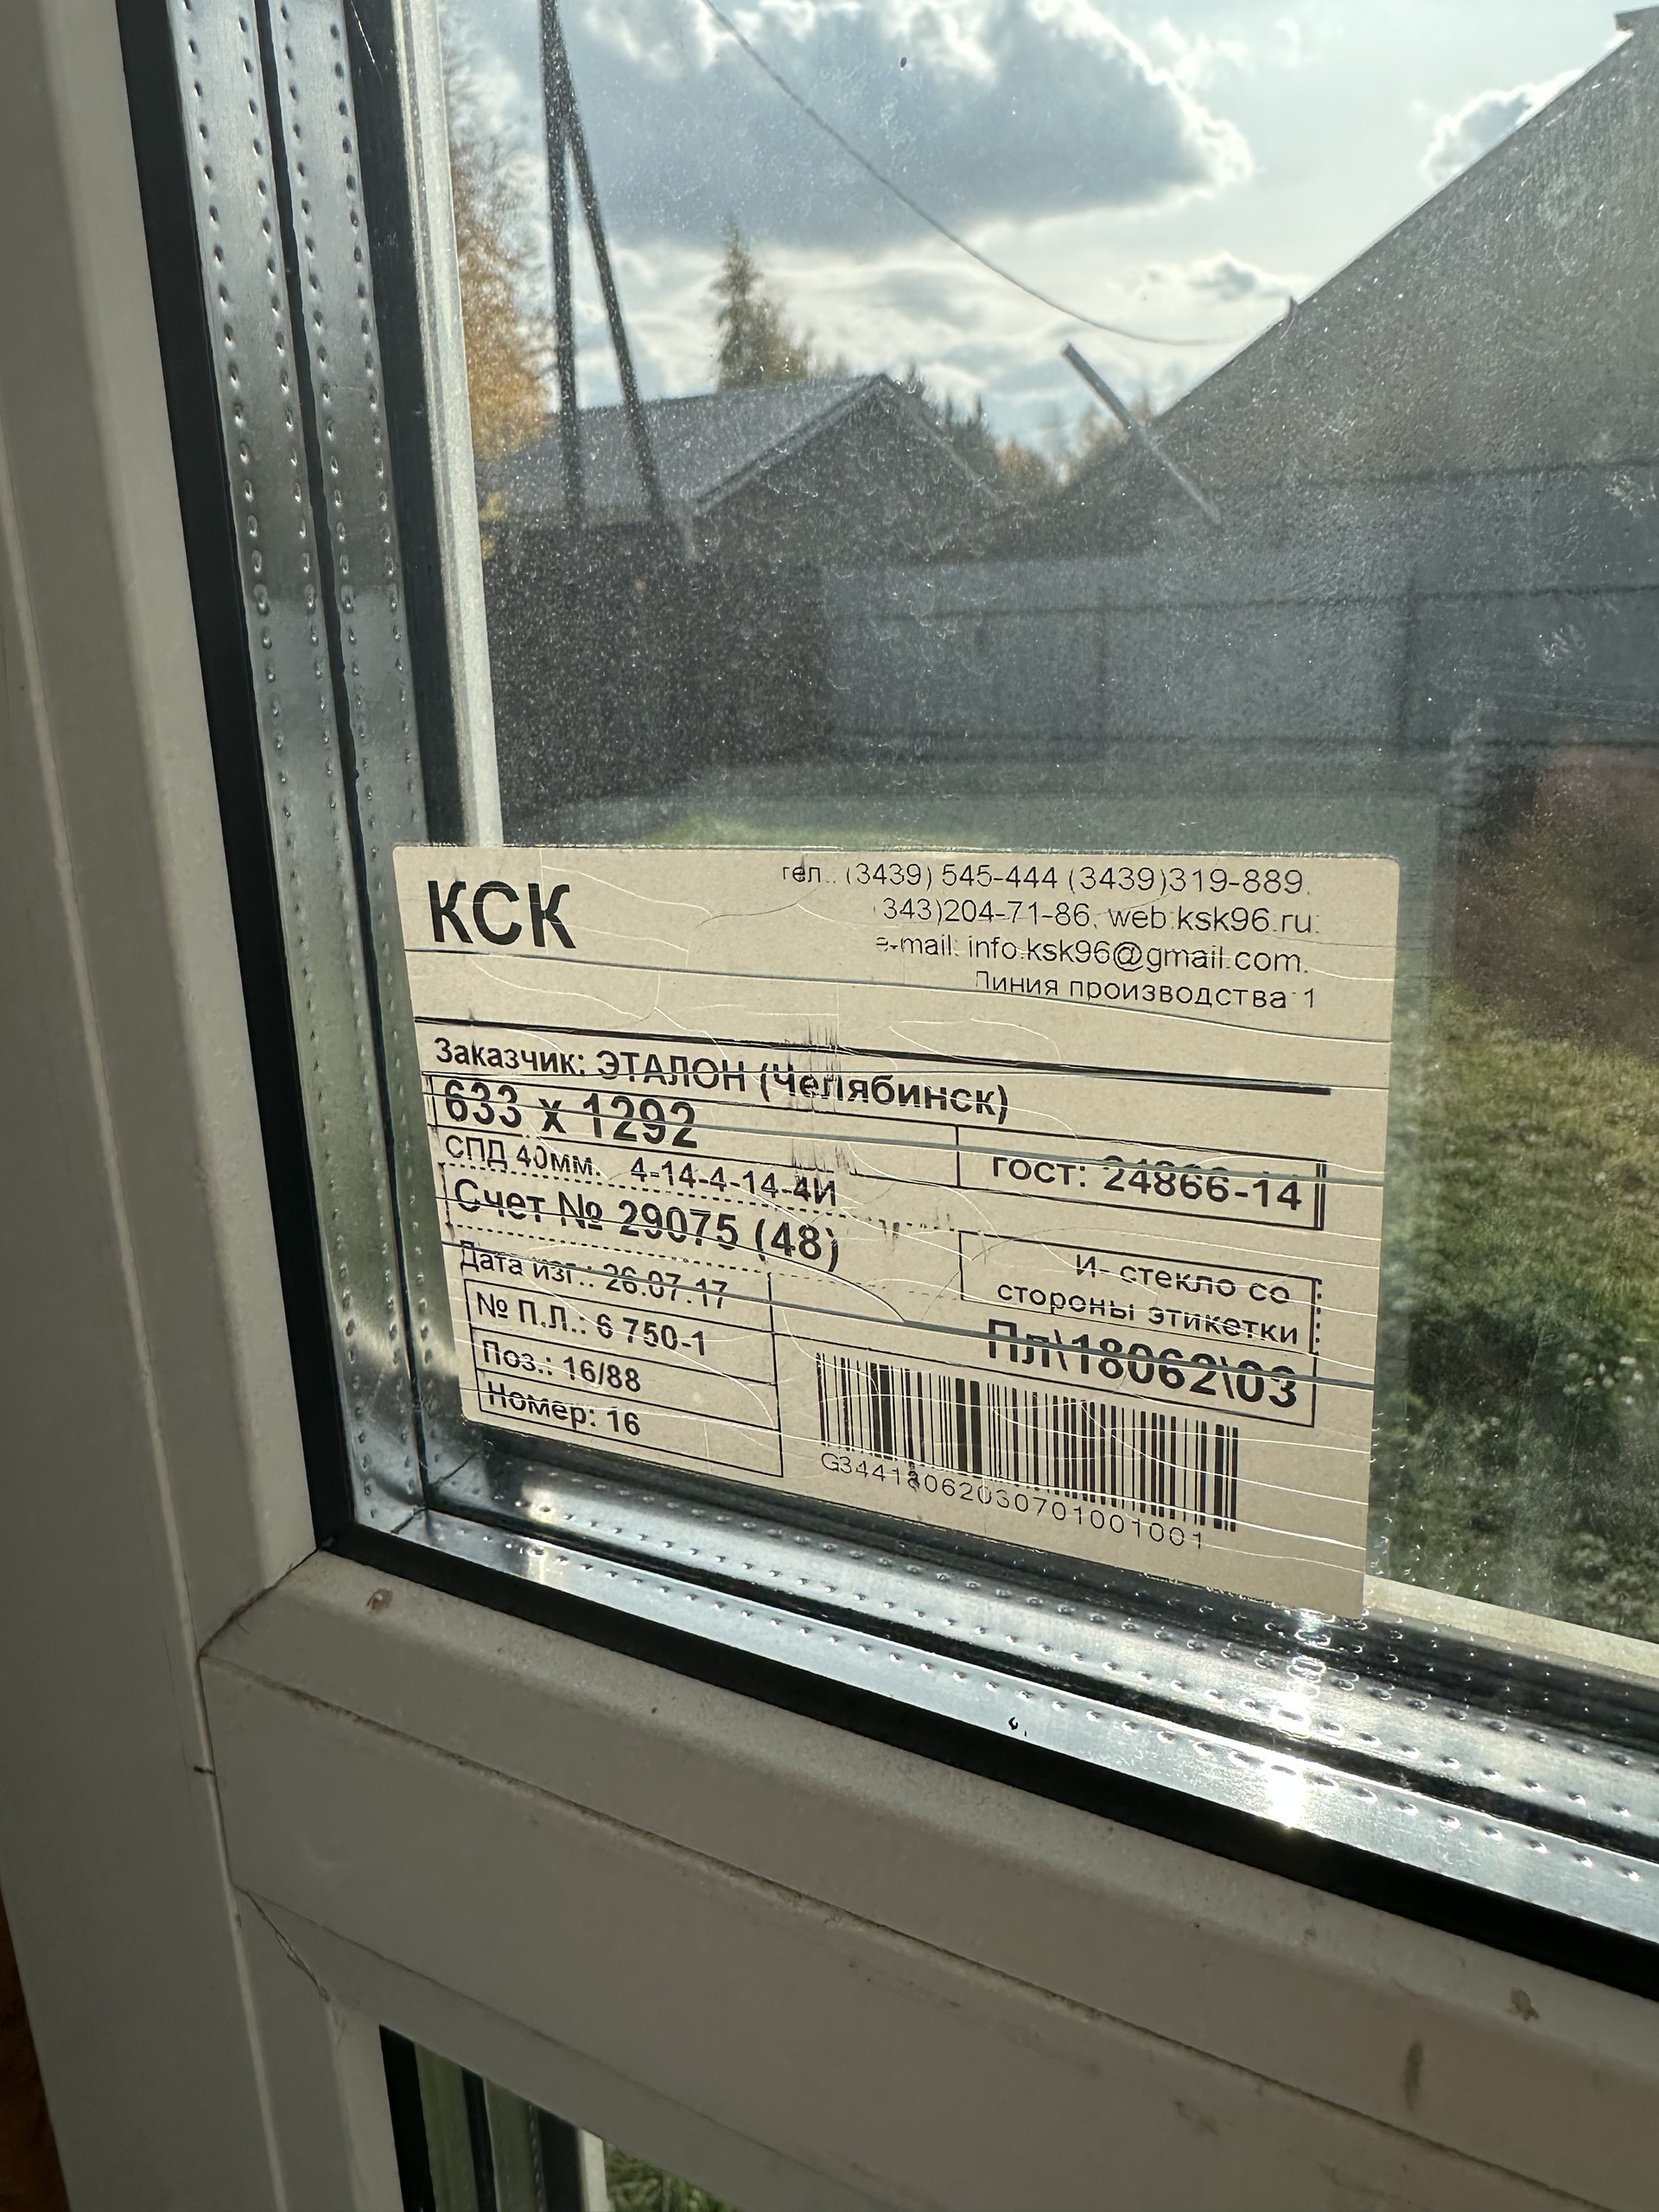 КСК
тел.: (3439) 545-444 (3439)319-889,
(343)204-71-86, web:ksk96.ru.
e-mail: info.ksk96@gmail.com.
Линия производства 1
Заказчик: ЭТАЛОН (Челябинск)
633 x 1292
гост: 24866-14
СПД 40мм. 4-14-4-14-4И
Счет № 29075 (48)
И- стекло со
стороны этикетки
Дата изг.: 26.07.17
№ П.Л.: 6 750-1
Пл\18062\03
Поз.: 16/88
Номер: 16
G34418062030701001001